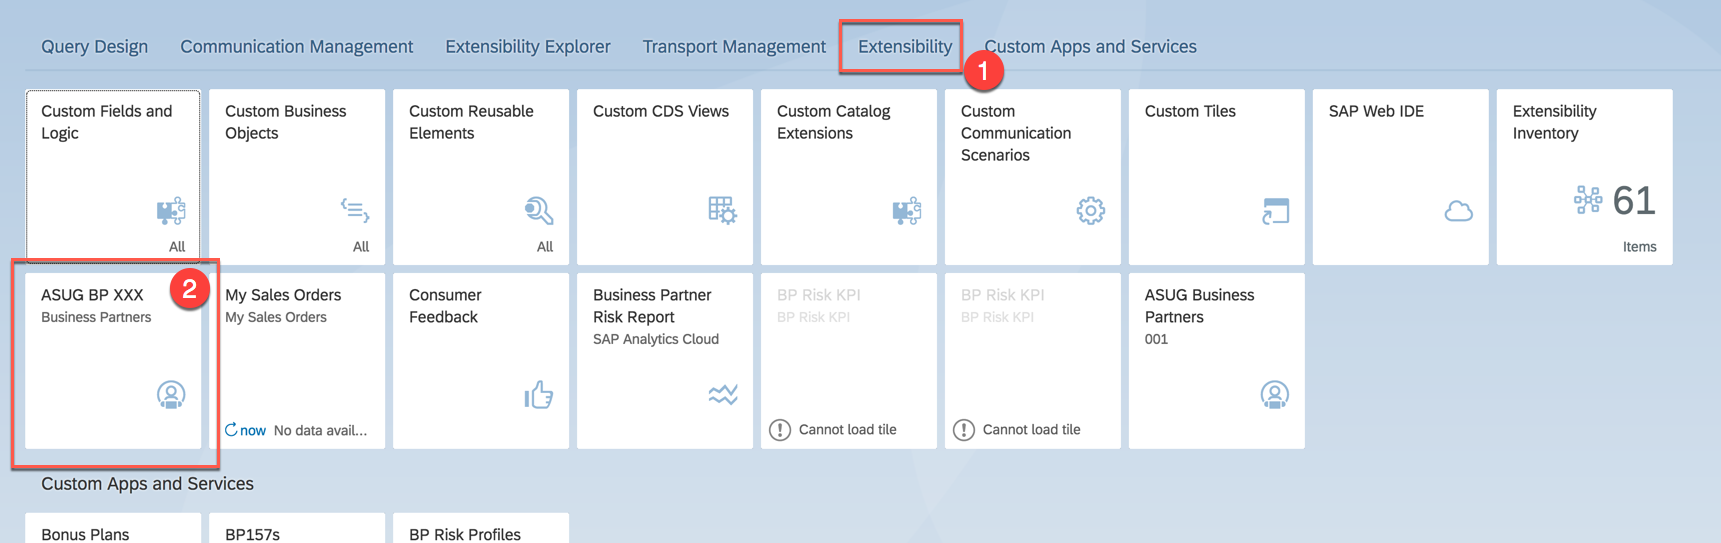 Query Design
Communication Management
Extensibility Explorer
Transport Management
Extensibility
Custom Apps and Services
1
Custom Fields and
Logic
All
Custom Business
Objects
All
Custom Reusable
Elements
All
Custom CDS Views
Custom Catalog
Extensions
Custom
Communication
Scenarios
Custom Tiles
SAP Web IDE
Extensibility
Inventory
61
Items
ASUG BP XXX
Business Partners
2
My Sales Orders
My Sales Orders
now No data avail...
Consumer
Feedback
Business Partner
Risk Report
SAP Analytics Cloud
BP Risk KPI
BP Risk KPI
Cannot load tile
BP Risk KPI
BP Risk KPI
Cannot load tile
ASUG Business
Partners
001
Custom Apps and Services
Bonus Plans
BP157s
BP Risk Profiles